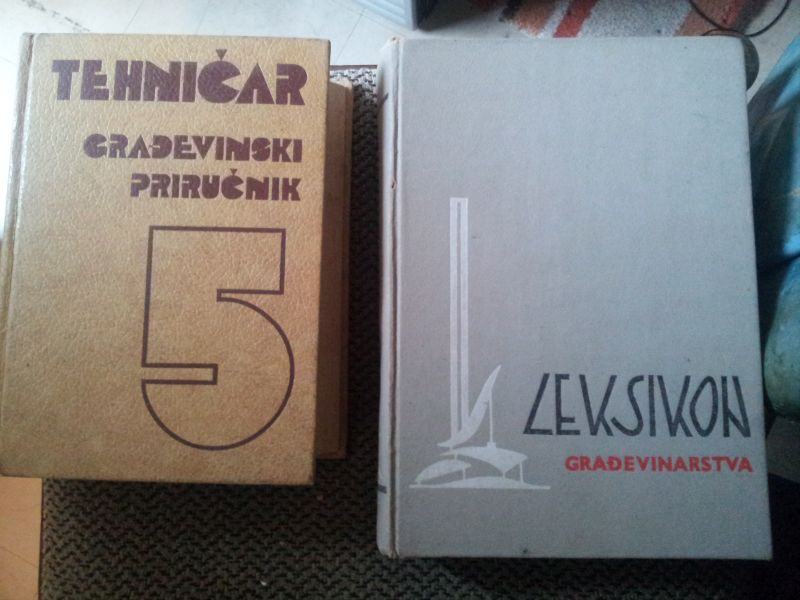 TEHNIČAR
GRAĐEVINSKI
PRIRUČNIK
5
LEKSIKON
GRAĐEVINARSTVA